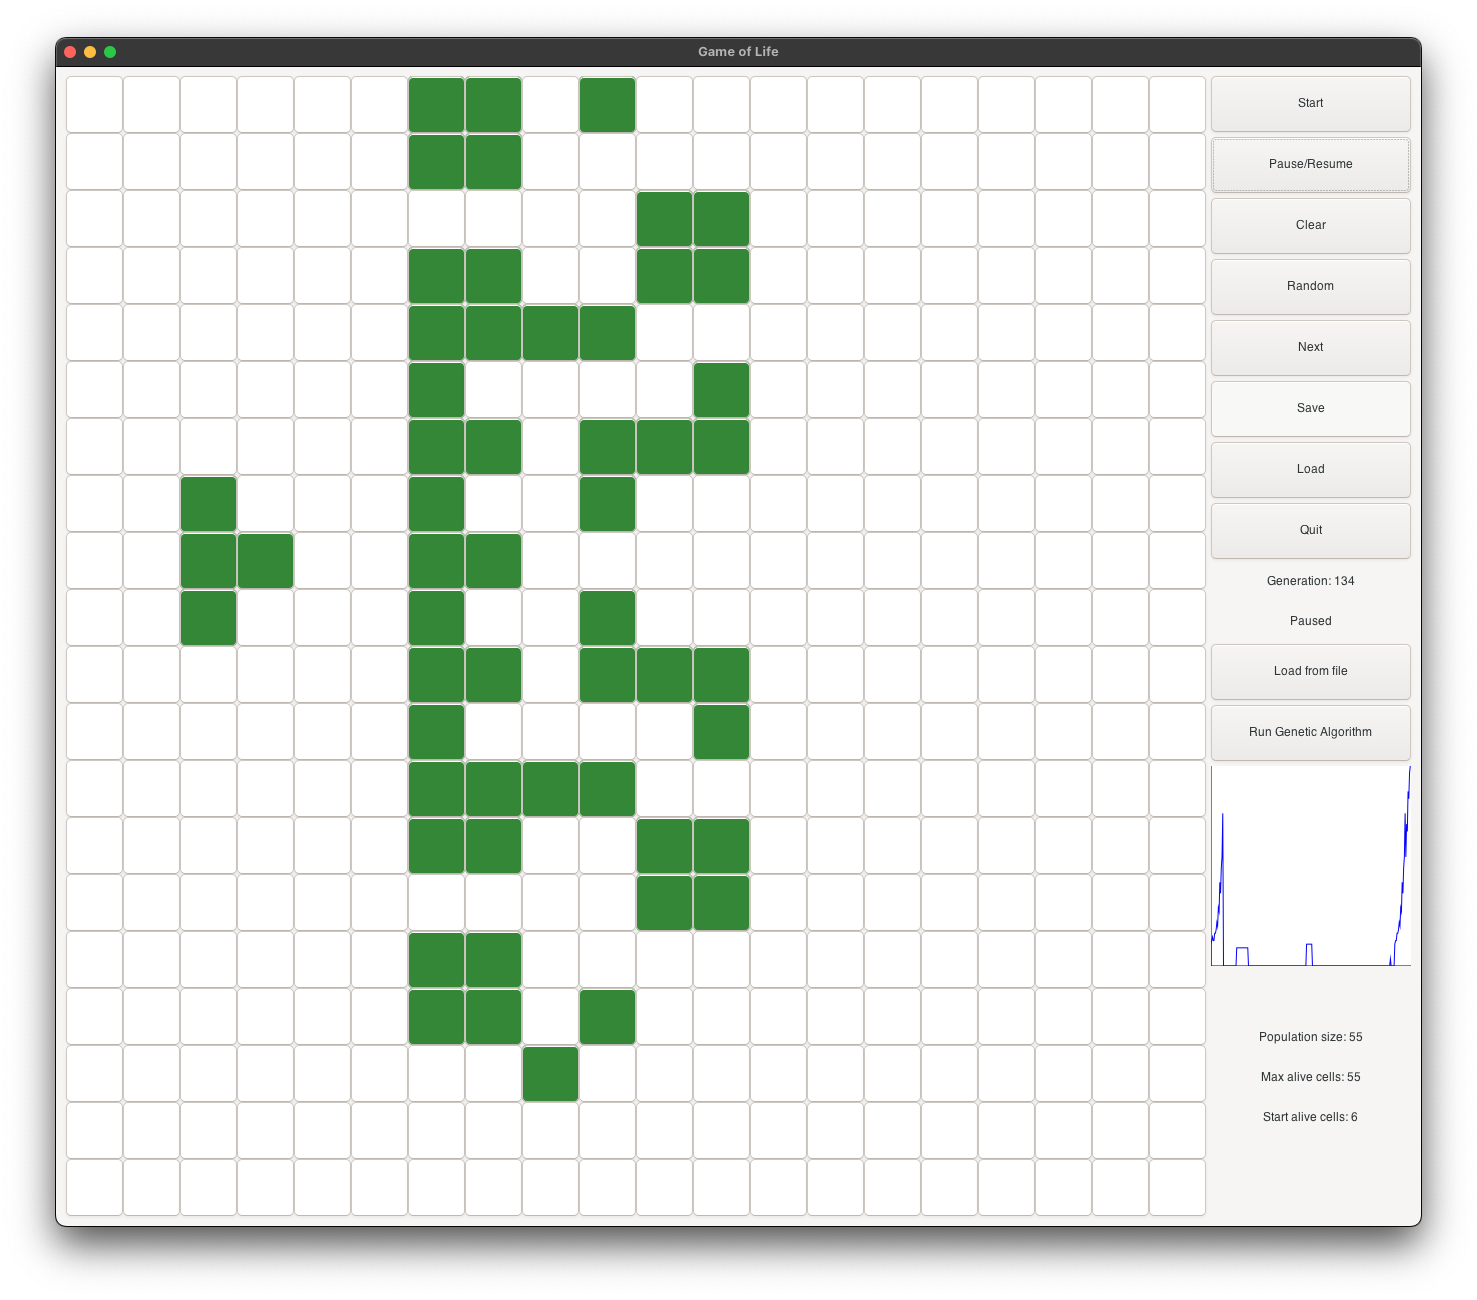 Game of Life
Start
Pause/Resume
Clear
Random
Next
Save
Load
Quit
Generation: 134
Paused
Load from file
Run Genetic Algorithm
Population size: 55
Max alive cells: 55
Start alive cells: 6